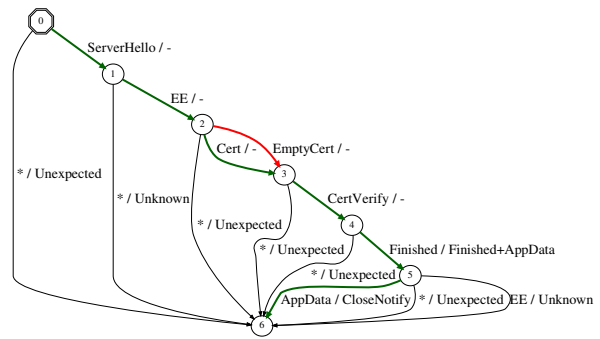 0
ServerHello / -
1
EE / -
2
Cert / -
EmptyCert / -
3
* / Unexpected
* / Unknown
CertVerify / -
* / Unexpected
4
* / Unexpected
Finished / Finished+AppData
* / Unexpected
5
AppData / CloseNotify
* / Unexpected
EE / Unknown
6